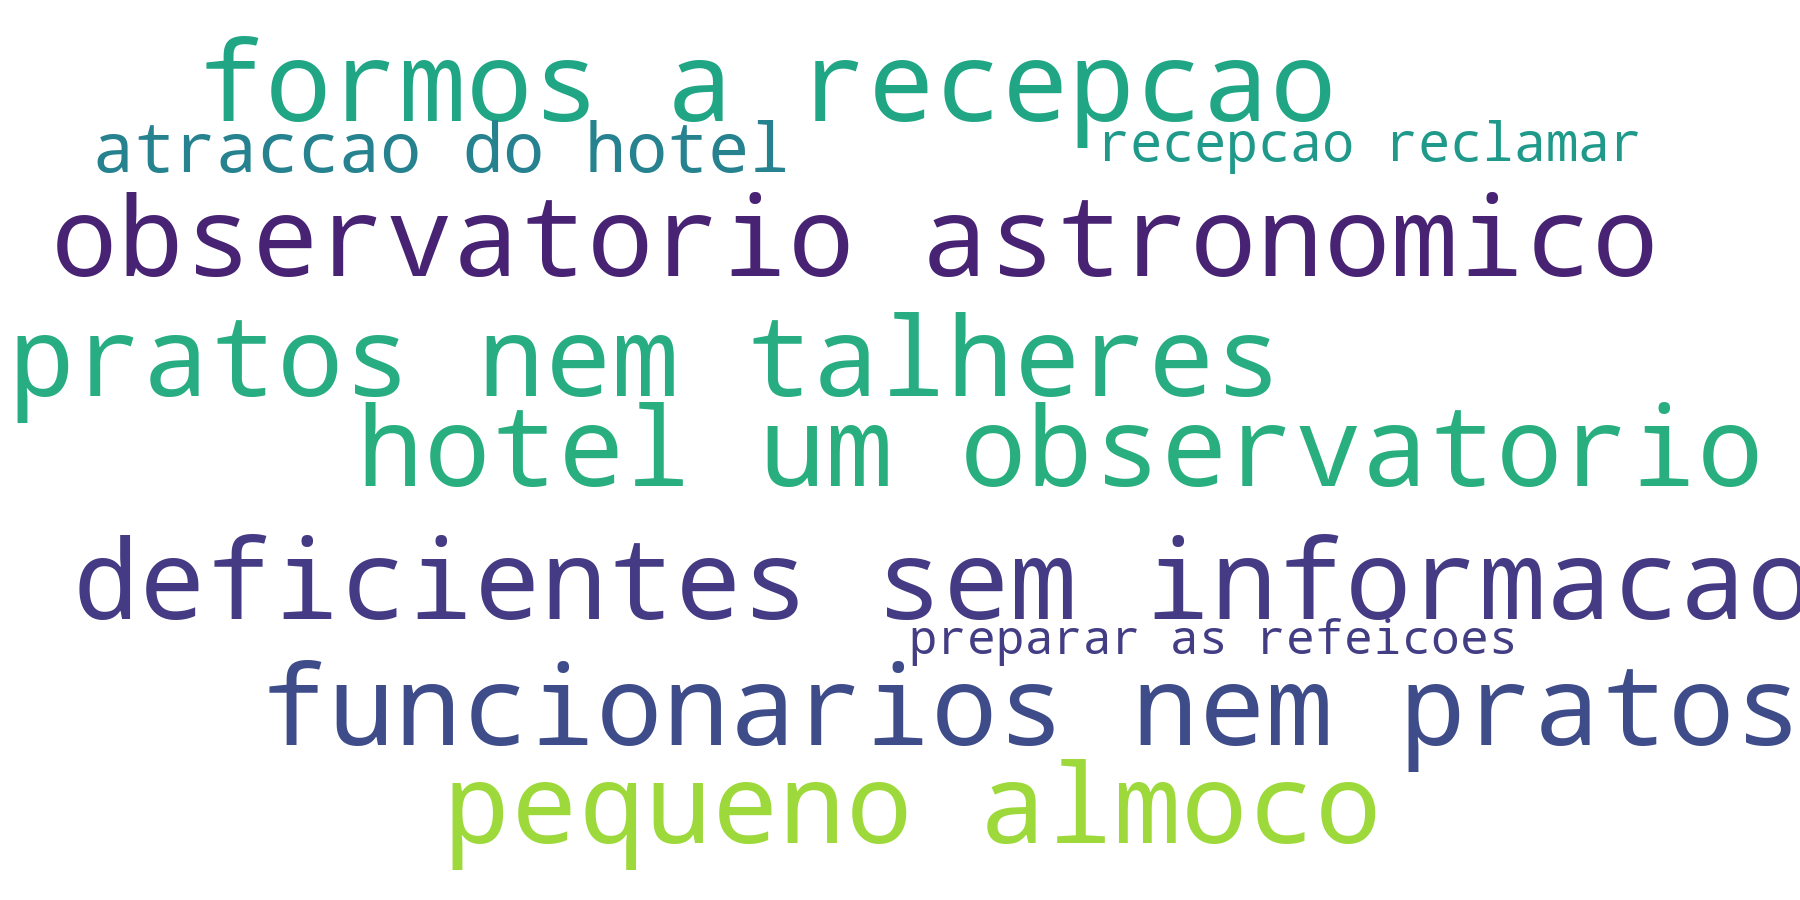 formos a recepcao
atraccao do hotel
recepcao reclamar
observatorio astronomico
pratos nem talheres
hotel um observatorio
deficientes sem informacao
preparar as refeicoes
funcionarios nem pratos
pequeno almoco